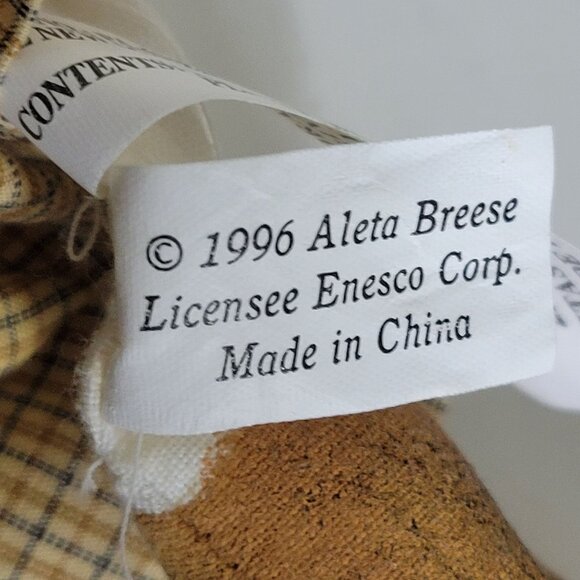 CONTENT
© 1996 Aleta Breese
Licensee Enesco Corp.
Made in China